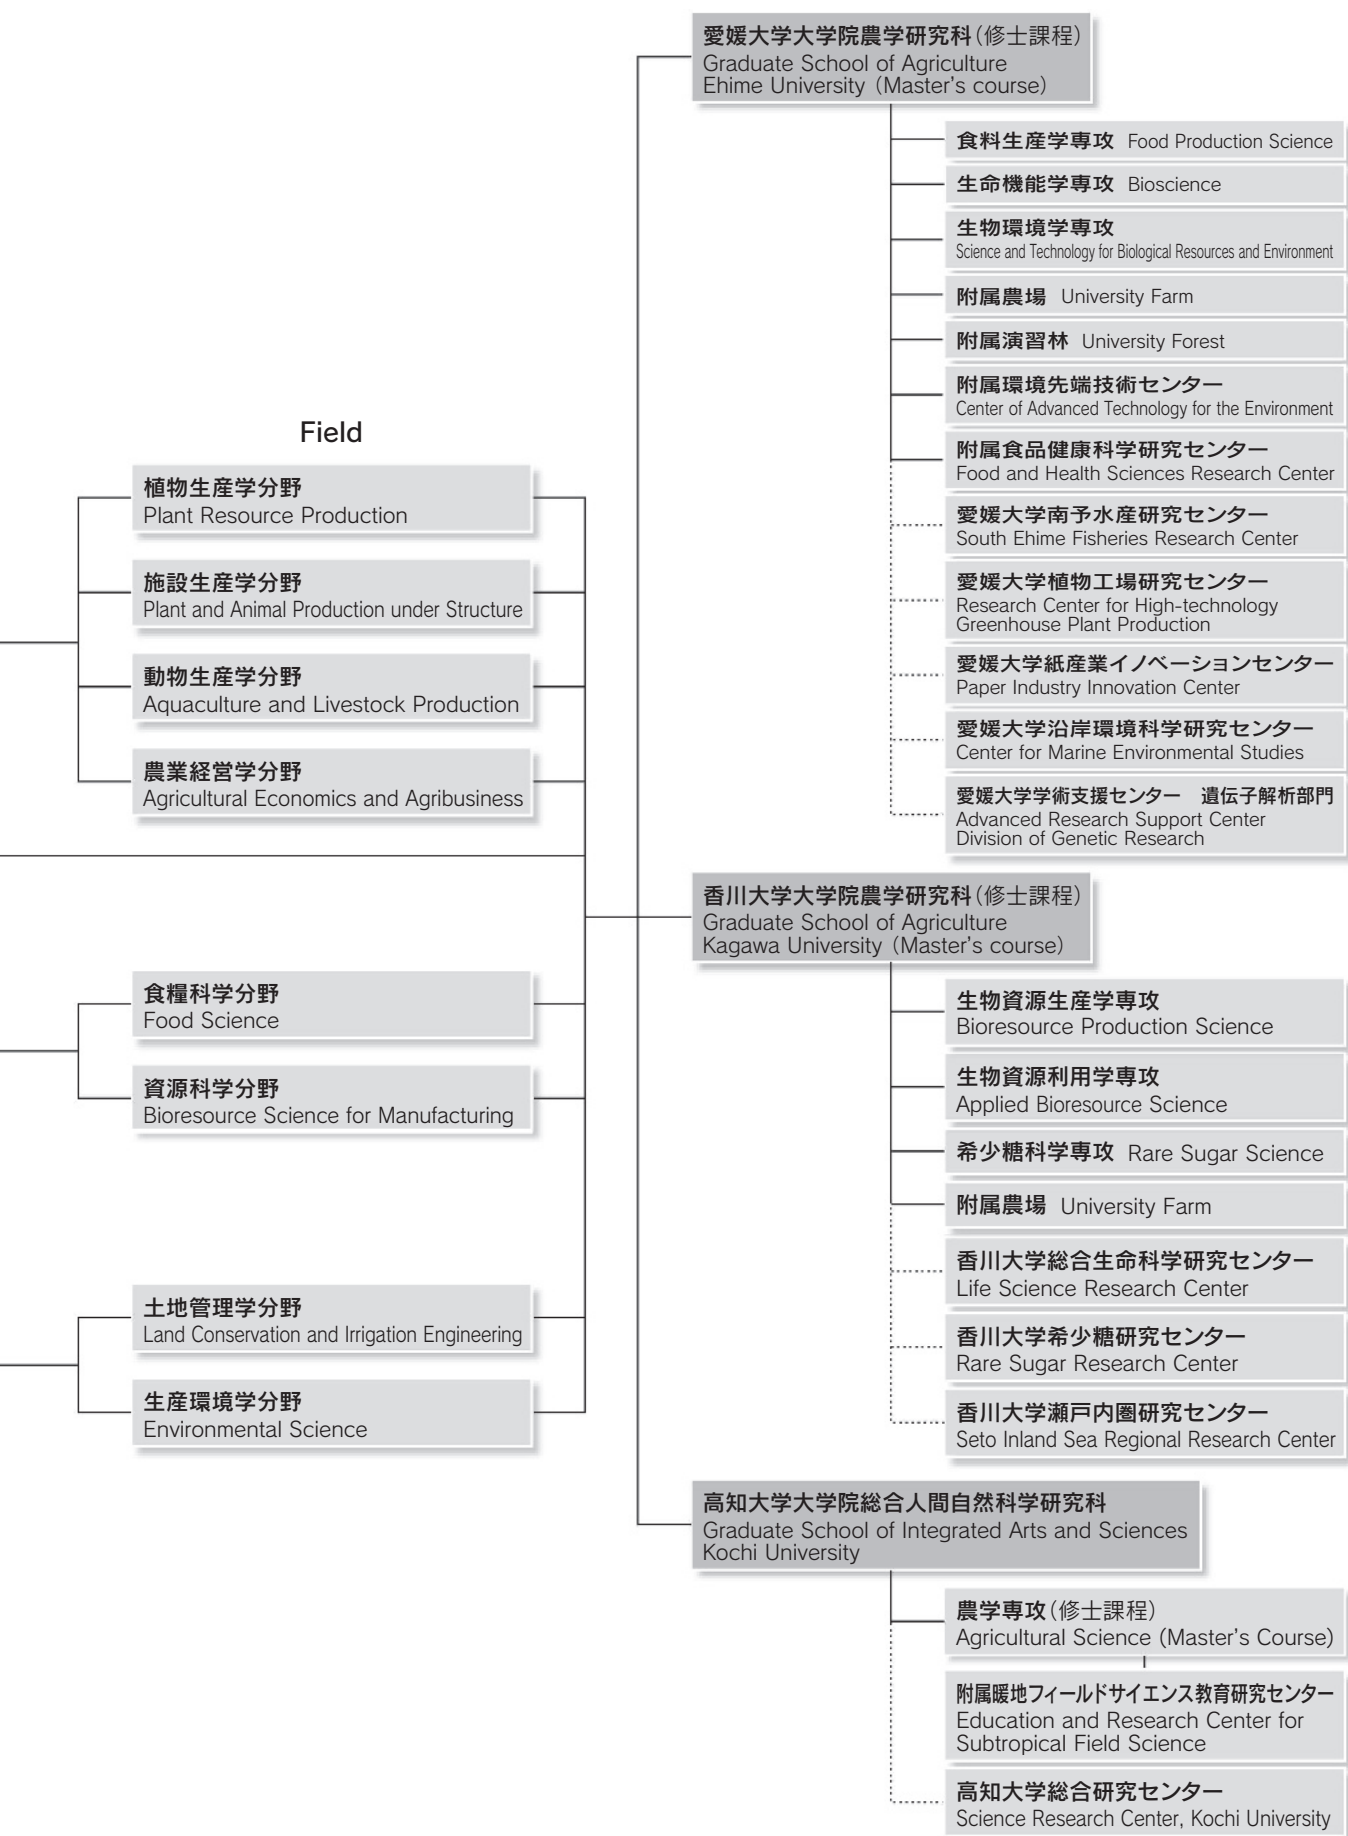 Field
植物生産学分野
Plant Resource Production
施設生産学分野
Plant and Animal Production under Structure
動物生産学分野
Aquaculture and Livestock Production
農業経営学分野
Agricultural Economics and Agribusiness
食糧科学分野
Food Science
資源科学分野
Bioresource Science for Manufacturing
土地管理学分野
Land Conservation and Irrigation Engineering
生産環境学分野
Environmental Science
愛媛大学大学院農学研究科(修士課程)
Graduate School of Agriculture
Ehime University (Master's course)
食料生産学専攻 Food Production Science
生命機能学専攻 Bioscience
生物環境学専攻
Science and Technology for Biological Resources and Environment
附属農場 University Farm
附属演習林 University Forest
附属環境先端技術センター
Center of Advanced Technology for the Environment
附属食品健康科学研究センター
Food and Health Sciences Research Center
愛媛大学南予水産研究センター
South Ehime Fisheries Research Center
愛媛大学植物工場研究センター
Research Center for High-technology
Greenhouse Plant Production
愛媛大学紙産業イノベーションセンター
Paper Industry Innovation Center
愛媛大学沿岸環境科学研究センター
Center for Marine Environmental Studies
愛媛大学学術支援センター 遺伝子解析部門
Advanced Research Support Center
Division of Genetic Research
香川大学大学院農学研究科(修士課程)
Graduate School of Agriculture
Kagawa University (Master's course)
生物資源生産学専攻
Bioresource Production Science
生物資源利用学専攻
Applied Bioresource Science
希少糖科学専攻 Rare Sugar Science
附属農場 University Farm
香川大学総合生命科学研究センター
Life Science Research Center
香川大学希少糖研究センター
Rare Sugar Research Center
香川大学瀬戸内圏研究センター
Seto Inland Sea Regional Research Center
高知大学大学院総合人間自然科学研究科
Graduate School of Integrated Arts and Sciences
Kochi University
農学専攻(修士課程)
Agricultural Science (Master's Course)
附属暖地フィールドサイエンス教育研究センター
Education and Research Center for
Subtropical Field Science
高知大学総合研究センター
Science Research Center, Kochi University